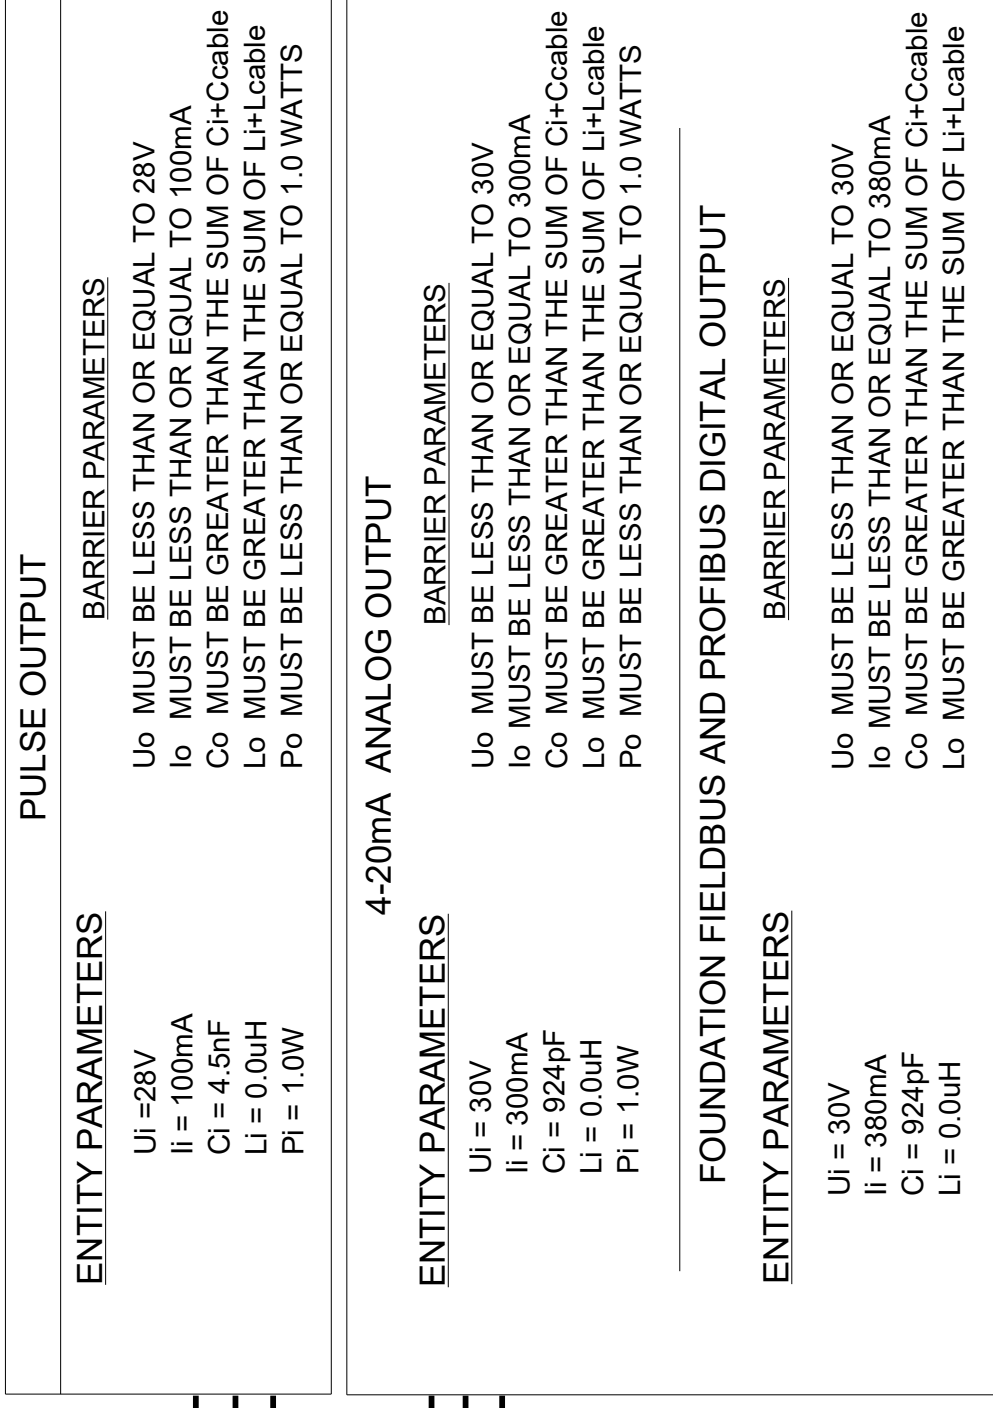 PULSE OUTPUT
ENTITY PARAMETERS
Ui =28V
Ii = 100mA
Ci = 4.5nF
Li = 0.0uH
Pi = 1.0W
BARRIER PARAMETERS
Uo MUST BE LESS THAN OR EQUAL TO 28V
Io MUST BE LESS THAN OR EQUAL TO 100mA
Co MUST BE GREATER THAN THE SUM OF Ci+Ccable
Lo MUST BE GREATER THAN THE SUM OF Li+Lcable
Po MUST BE LESS THAN OR EQUAL TO 1.0 WATTS
4-20mA ANALOG OUTPUT
ENTITY PARAMETERS
Ui = 30V
Ii = 300mA
Ci = 924pF
Li = 0.0uH
Pi = 1.0W
BARRIER PARAMETERS
Uo MUST BE LESS THAN OR EQUAL TO 30V
Io MUST BE LESS THAN OR EQUAL TO 300mA
Co MUST BE GREATER THAN THE SUM OF Ci+Ccable
Lo MUST BE GREATER THAN THE SUM OF Li+Lcable
Po MUST BE LESS THAN OR EQUAL TO 1.0 WATTS
FOUNDATION FIELDBUS AND PROFIBUS DIGITAL OUTPUT
ENTITY PARAMETERS
Ui = 30V
Ii = 380mA
Ci = 924pF
Li = 0.0uH
BARRIER PARAMETERS
Uo MUST BE LESS THAN OR EQUAL TO 30V
Io MUST BE LESS THAN OR EQUAL TO 380mA
Co MUST BE GREATER THAN THE SUM OF Ci+Ccable
Lo MUST BE GREATER THAN THE SUM OF Li+Lcable